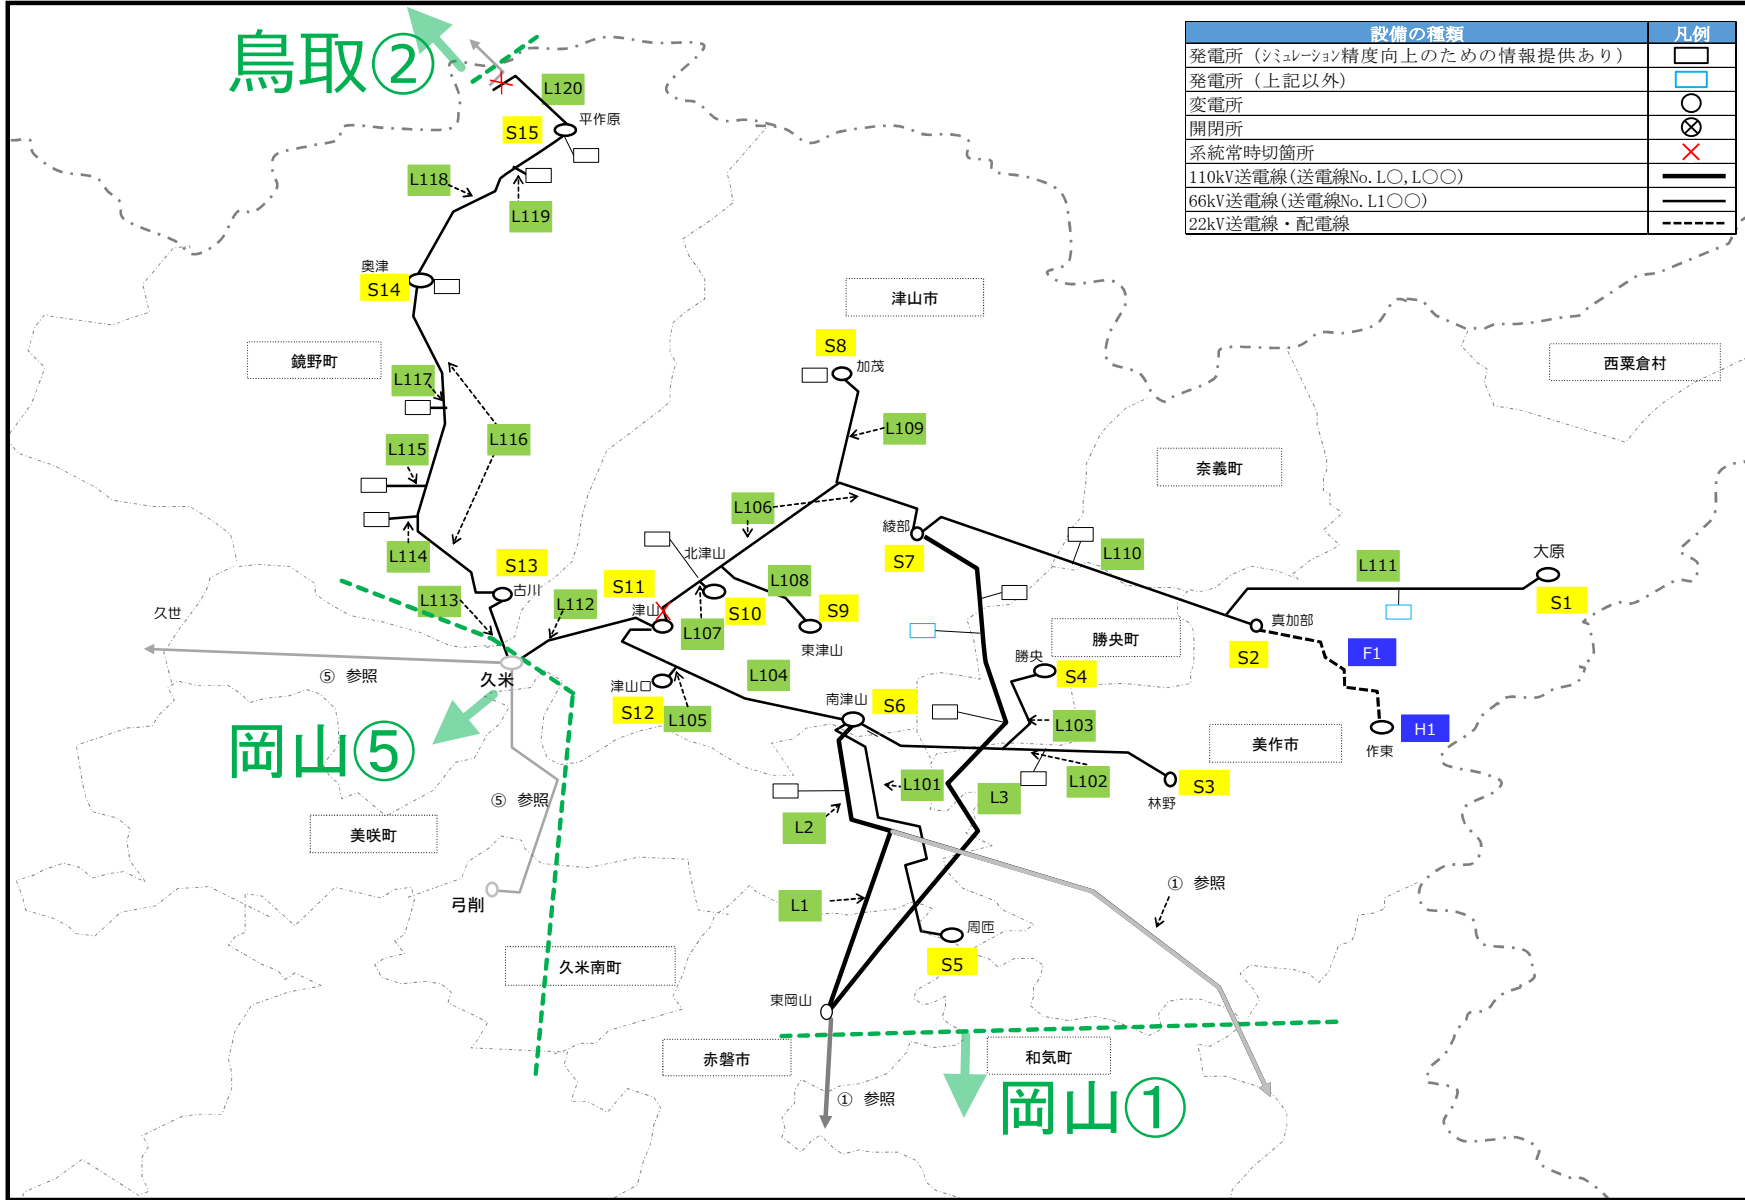 鳥取②
設備の種類 凡例
発電所（シミュレーション精度向上のための情報提供あり）
発電所（上記以外）
変電所
開閉所
系統常時切箇所
110kV送電線(送電線No.L○,L○○)
66kV送電線(送電線No.L1○○)
22kV送電線・配電線
L120
平作原
S15
L118
L119
奥津
S14
津山市
鏡野町
S8
加茂
西粟倉村
L117
L109
L116
L115
奈義町
L106
綾部
L114
北津山
S7
L110
大原
L111
S13
古川
S11
L108
L113
L112
津山
S10
S9
S1
久世
L107
東津山
真加部
勝央町
S2
F1
⑤ 参照
久米
津山口
L104
勝央
S4
S12
L105
南津山
S6
L103
H1
作東
岡山⑤
美作市
L101
L102
S3
林野
⑤ 参照
L3
L2
美咲町
① 参照
弓削
L1
周匝
S5
久米南町
東岡山
赤磐市
和気町
① 参照
岡山①